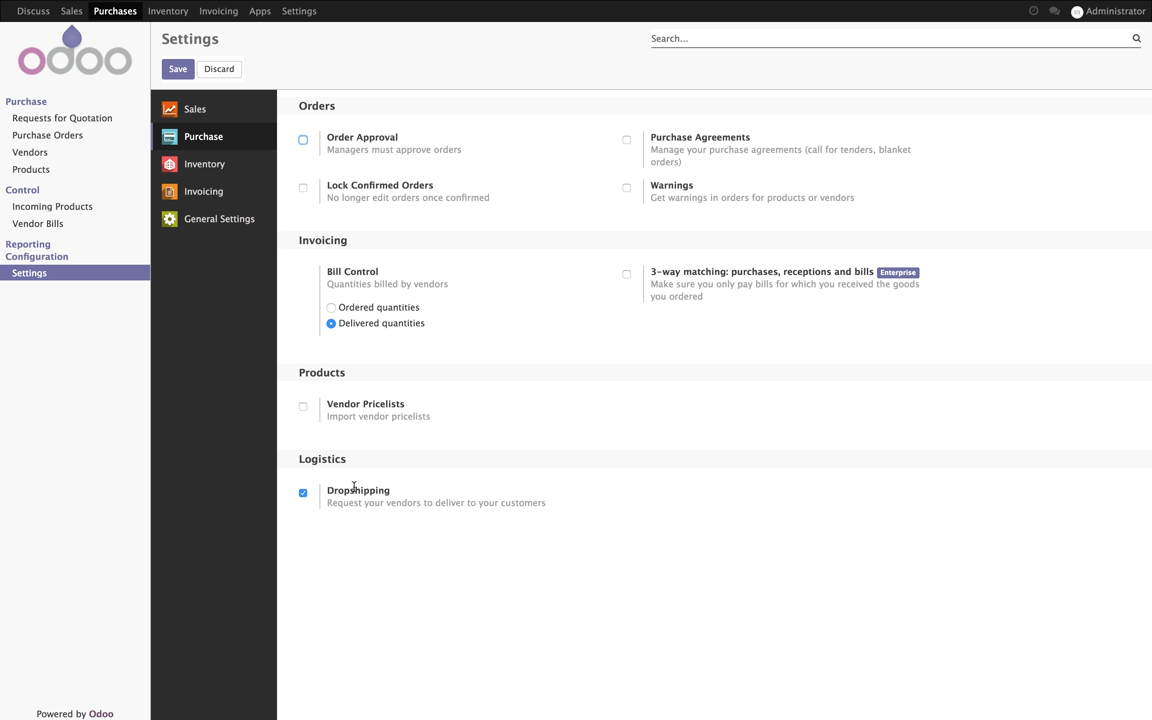 Discuss Sales Purchases Inventory Invoicing Apps Settings Administrator
odoo
Settings
Search...
Save Discard
Purchase
Requests for Quotation
Purchase Orders
Vendors
Products
Control
Incoming Products
Vendor Bills
Reporting
Configuration
Settings
Powered by Odoo
Sales
Purchase
Inventory
Invoicing
General Settings
Orders
Order Approval
Managers must approve orders
Purchase Agreements
Manage your purchase agreements (call for tenders, blanket
orders)
Lock Confirmed Orders
No longer edit orders once confirmed
Warnings
Get warnings in orders for products or vendors
Invoicing
Bill Control
Quantities billed by vendors
Ordered quantities
Delivered quantities
3-way matching: purchases, receptions and bills Enterprise
Make sure you only pay bills for which you received the goods
you ordered
Products
Vendor Pricelists
Import vendor pricelists
Logistics
Dropshipping
Request your vendors to deliver to your customers